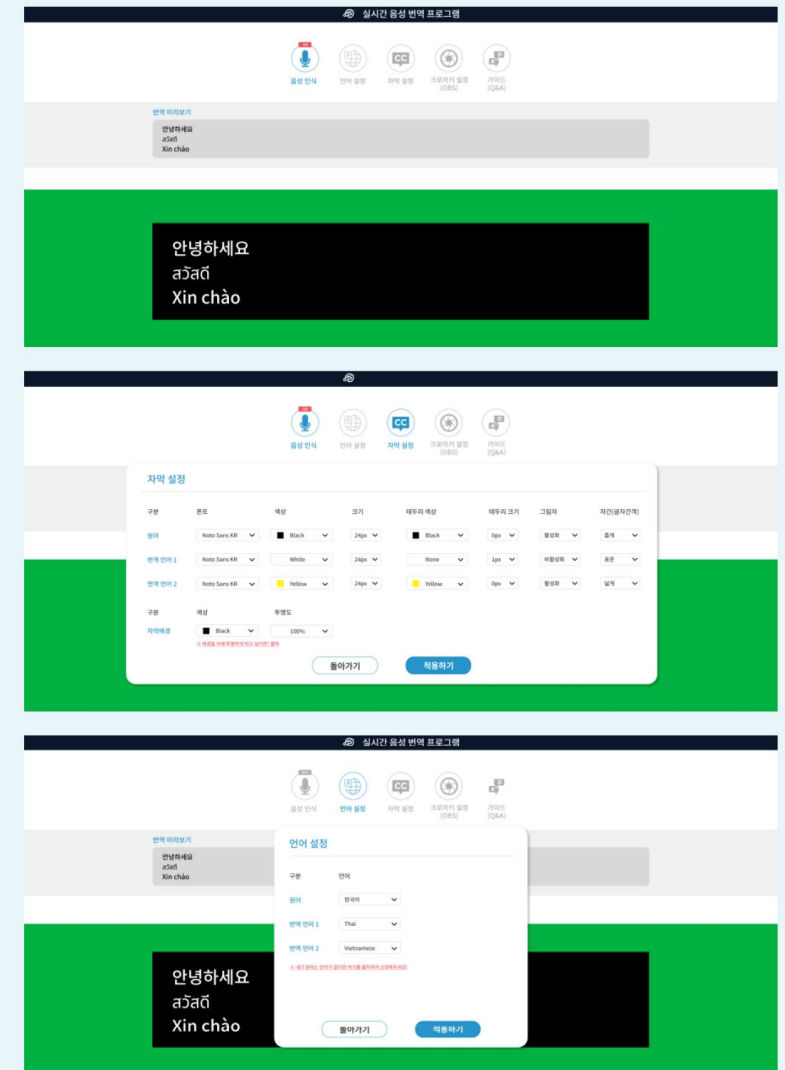 실시간 음성 번역 프로그램
음성 인식
언어 설정
자막 설정
크로마키 설정
(OBS)
가이드
(Q&A)
번역 미리보기
안녕하세요
สวัสดี
Xin chào
안녕하세요
สวัสดี
Xin chào
음성 인식
언어 설정
자막 설정
크로마키 설정
(OBS)
가이드
(Q&A)
자막 설정
구분 폰트 색상 크기 테두리 색상 테두리 크기 그림자 자간(글자간격)
원어 Noto Sans KR Black 24px Black 0px 활성화 좁게
번역 언어 1 Noto Sans KR White 24px None 1px 비활성화 표준
번역 언어 2 Noto Sans KR Yellow 24px Yellow 0px 활성화 넓게
구분 색상 투명도
자막배경 Black 100%
돌아가기 적용하기
실시간 음성 번역 프로그램
음성 인식
언어 설정
자막 설정
크로마키 설정
(OBS)
가이드
(Q&A)
번역 미리보기
안녕하세요
สวัสดี
Xin chào
언어 설정
구분 언어
원어 한국어
번역 언어 1 Thai
번역 언어 2 Vietnamese
돌아가기 적용하기
안녕하세요
สวัสดี
Xin chào